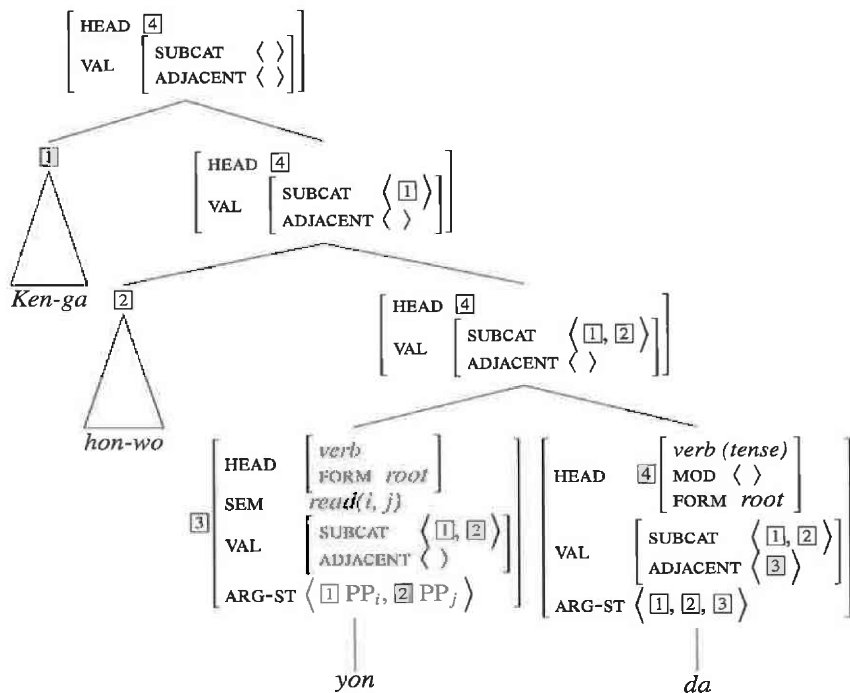 HEAD 4
VAL SUBCAT ⟨ ⟩
ADJACENT ⟨ ⟩
1
HEAD 4
VAL SUBCAT ⟨ 1 ⟩
ADJACENT ⟨ ⟩
Ken-ga
2
HEAD 4
VAL SUBCAT ⟨ 1, 2 ⟩
ADJACENT ⟨ ⟩
hon-wo
3
HEAD verb
FORM root
SEM read(i, j)
VAL SUBCAT ⟨ 1, 2 ⟩
ADJACENT ⟨ ⟩
ARG-ST ⟨ 1 PPi, 2 PPj ⟩
HEAD 4 verb (tense)
MOD ⟨ ⟩
FORM root
VAL SUBCAT ⟨ 1, 2 ⟩
ADJACENT ⟨ 3 ⟩
ARG-ST ⟨ 1, 2, 3 ⟩
yon
da